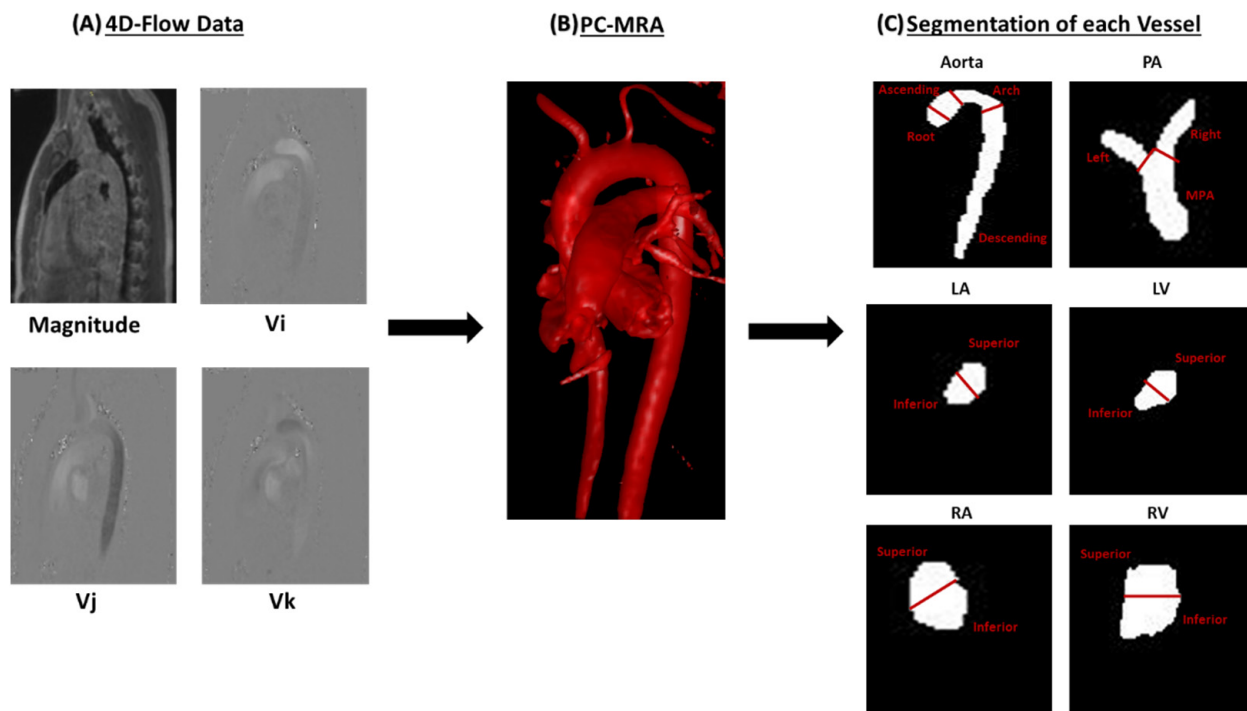 (A) 4D-Flow Data
(B) PC-MRA
(C) Segmentation of each Vessel
Magnitude
Vi
Vj
Vk
Aorta
Ascending
Arch
Root
Descending
PA
Left
Right
MPA
LA
Superior
Inferior
LV
Superior
Inferior
RA
Superior
Inferior
RV
Superior
Inferior